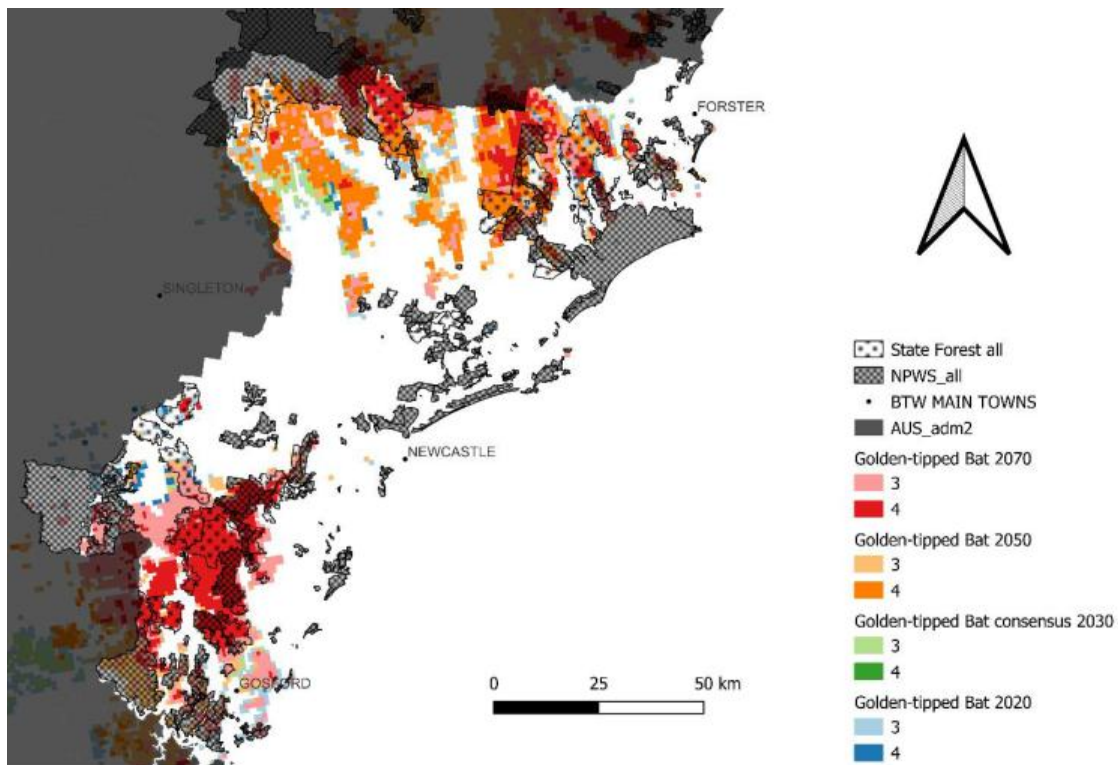 FORSTER
SINGLETON
NEWCASTLE
GOSFORD
0 25 50 km
State Forest all
NPWS_all
BTW MAIN TOWNS
AUS_adm2
Golden-tipped Bat 2070
3
4
Golden-tipped Bat 2050
3
4
Golden-tipped Bat consensus 2030
3
4
Golden-tipped Bat 2020
3
4